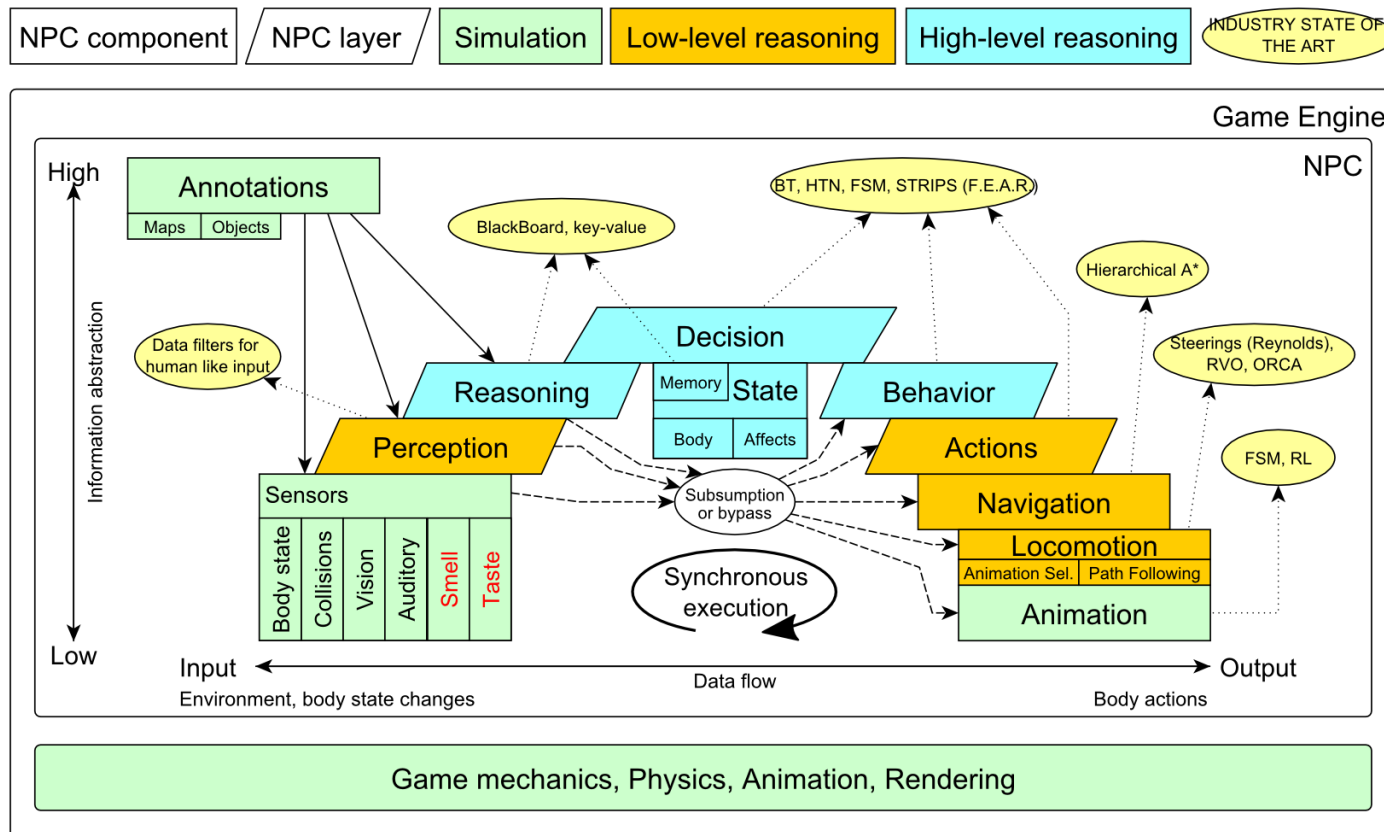 NPC component
NPC layer
Simulation
Low-level reasoning
High-level reasoning
INDUSTRY STATE OF
THE ART
Game Engine
NPC
High
Information abstraction
Low
Annotations
Maps
Objects
BlackBoard, key-value
BT, HTN, FSM, STRIPS (F.E.A.R.)
Hierarchical A*
Steerings (Reynolds),
RVO, ORCA
FSM, RL
Data filters for
human like input
Decision
Reasoning
Memory
State
Body
Affects
Behavior
Perception
Actions
Sensors
Body state
Collisions
Vision
Auditory
Smell
Taste
Subsumption
or bypass
Synchronous
execution
Navigation
Locomotion
Animation Sel.
Path Following
Animation
Input
Data flow
Output
Environment, body state changes
Body actions
Game mechanics, Physics, Animation, Rendering